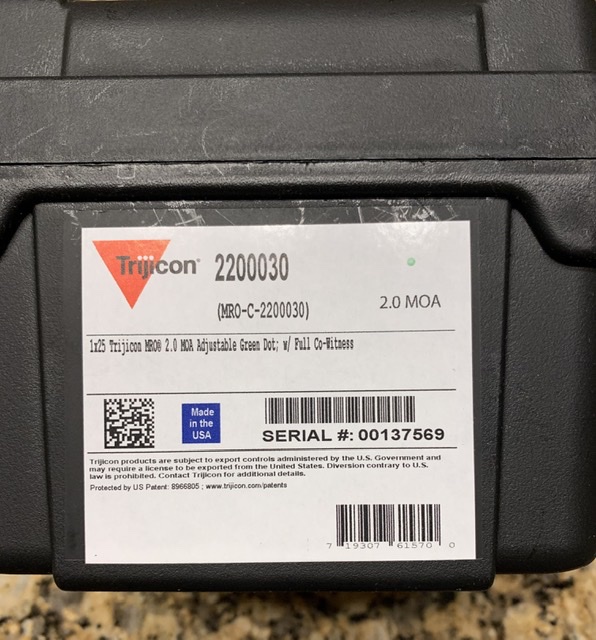 Trijicon® 2200030
(MRO-C-2200030) 2.0 MOA
1x25 Trijicon MRO® 2.0 MOA Adjustable Green Dot; w/ Full Co-Witness
Made
in the
USA
SERIAL #: 00137569
Trijicon products are subject to export controls administered by the U.S. Government and
may require a license to be exported from the United States. Diversion contrary to U.S.
law is prohibited. Contact Trijicon for additional details.
Protected by US Patent: 8966805 ; www.trijicon.com/patents
7 19307 61570 0